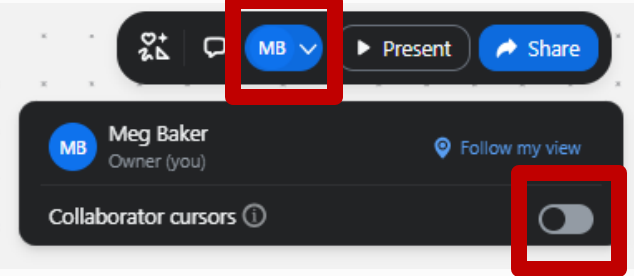 MB Present Share
MB Meg Baker
Owner (you)
Follow my view
Collaborator cursors